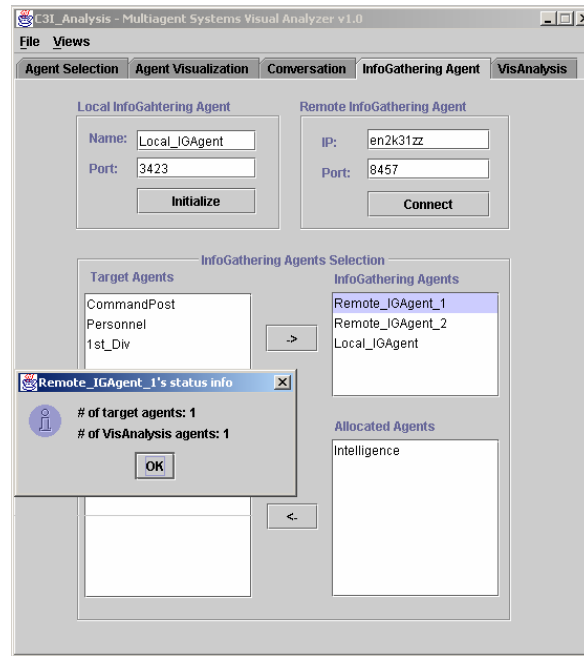 C3I_Analysis - Multiagent Systems Visual Analyzer v1.0
File Views
Agent Selection Agent Visualization Conversation InfoGathering Agent VisAnalysis
Local InfoGahtering Agent
Name: Local_IGAgent
Port: 3423
Initialize
Remote InfoGathering Agent
IP: en2k31zz
Port: 8457
Connect
InfoGathering Agents Selection
Target Agents
CommandPost
Personnel
1st_Div
->
<-
InfoGathering Agents
Remote_IGAgent_1
Remote_IGAgent_2
Local_IGAgent
Allocated Agents
Intelligence
Remote_IGAgent_1's status info
# of target agents: 1
# of VisAnalysis agents: 1
OK